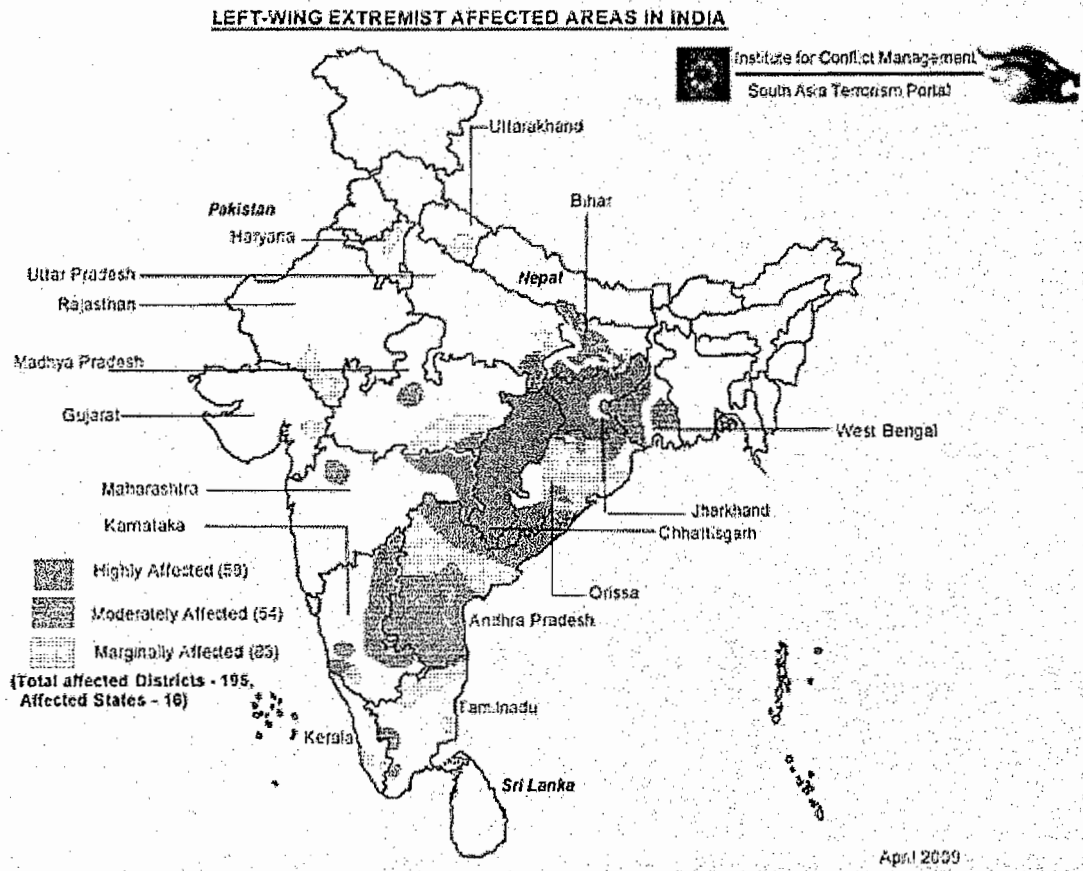 LEFT-WING EXTREMIST AFFECTED AREAS IN INDIA
Institute for Conflict Management
South Asia Terrorism Portal
Uttarakhand
Pakistan
Bihar
Haryana
Nepal
Uttar Pradesh
Rajasthan
Madhya Pradesh
Gujarat
West Bengal
Maharashtra
Jharkhand
Karnataka
Chhattisgarh
Highly Affected
Orissa
Moderately Affected (54)
Andhra Pradesh
Marginally Affected
(Total affected Districts - 195,
Affected States - 16)
Tamilnadu
Kerala
Sri Lanka
April 2009